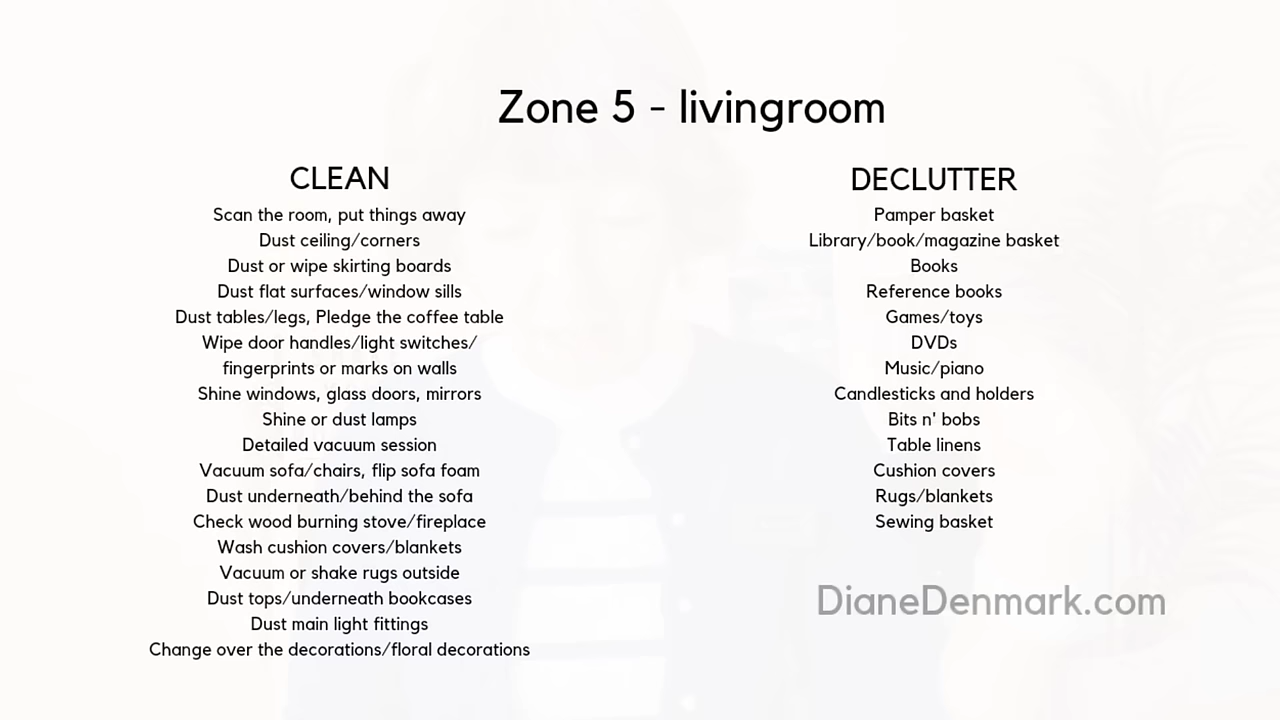 Zone 5 - livingroom
CLEAN
Scan the room, put things away
Dust ceiling/corners
Dust or wipe skirting boards
Dust flat surfaces/window sills
Dust tables/legs, Pledge the coffee table
Wipe door handles/light switches/
fingerprints or marks on walls
Shine windows, glass doors, mirrors
Shine or dust lamps
Detailed vacuum session
Vacuum sofa/chairs, flip sofa foam
Dust underneath/behind the sofa
Check wood burning stove/fireplace
Wash cushion covers/blankets
Vacuum or shake rugs outside
Dust tops/underneath bookcases
Dust main light fittings
Change over the decorations/floral decorations
DECLUTTER
Pamper basket
Library/book/magazine basket
Books
Reference books
Games/toys
DVDs
Music/piano
Candlesticks and holders
Bits n' bobs
Table linens
Cushion covers
Rugs/blankets
Sewing basket
DianeDenmark.com